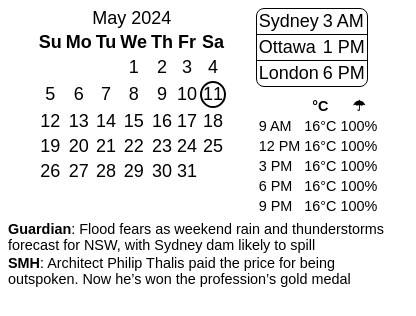 May 2024
Su Mo Tu We Th Fr Sa
1 2 3 4
5 6 7 8 9 10 11
12 13 14 15 16 17 18
19 20 21 22 23 24 25
26 27 28 29 30 31
Sydney 3 AM
Ottawa 1 PM
London 6 PM
°C ☂
9 AM 16°C 100%
12 PM 16°C 100%
3 PM 16°C 100%
6 PM 16°C 100%
9 PM 16°C 100%
Guardian: Flood fears as weekend rain and thunderstorms
forecast for NSW, with Sydney dam likely to spill
SMH: Architect Philip Thalis paid the price for being
outspoken. Now he’s won the profession’s gold medal